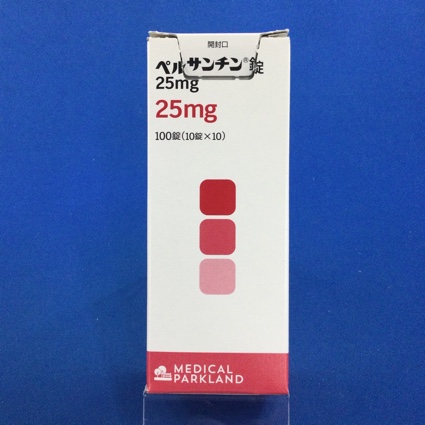 開封口
ペルサンチン®錠
25mg
25mg
100錠(10錠×10)
MEDICAL
PARKLAND